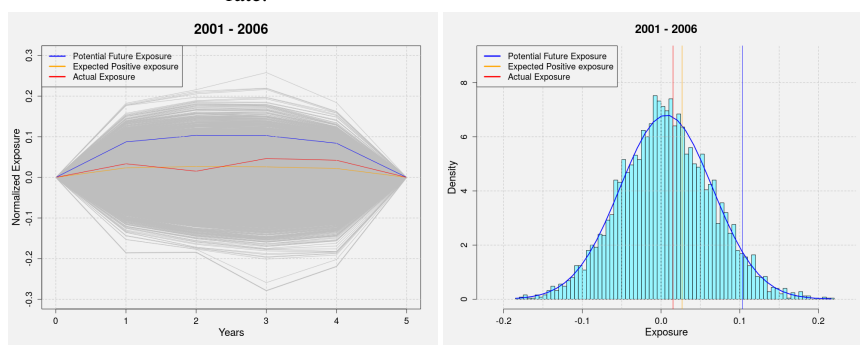 rate.
2001 - 2006
Potential Future Exposure
Expected Positive exposure
Actual Exposure
Normalized Exposure
0.3
0.2
0.1
0.0
-0.1
-0.2
-0.3
0 1 2 3 4 5
Years
2001 - 2006
Potential Future Exposure
Expected Positive exposure
Actual Exposure
Density
8
6
4
2
0
-0.2 -0.1 0.0 0.1 0.2
Exposure